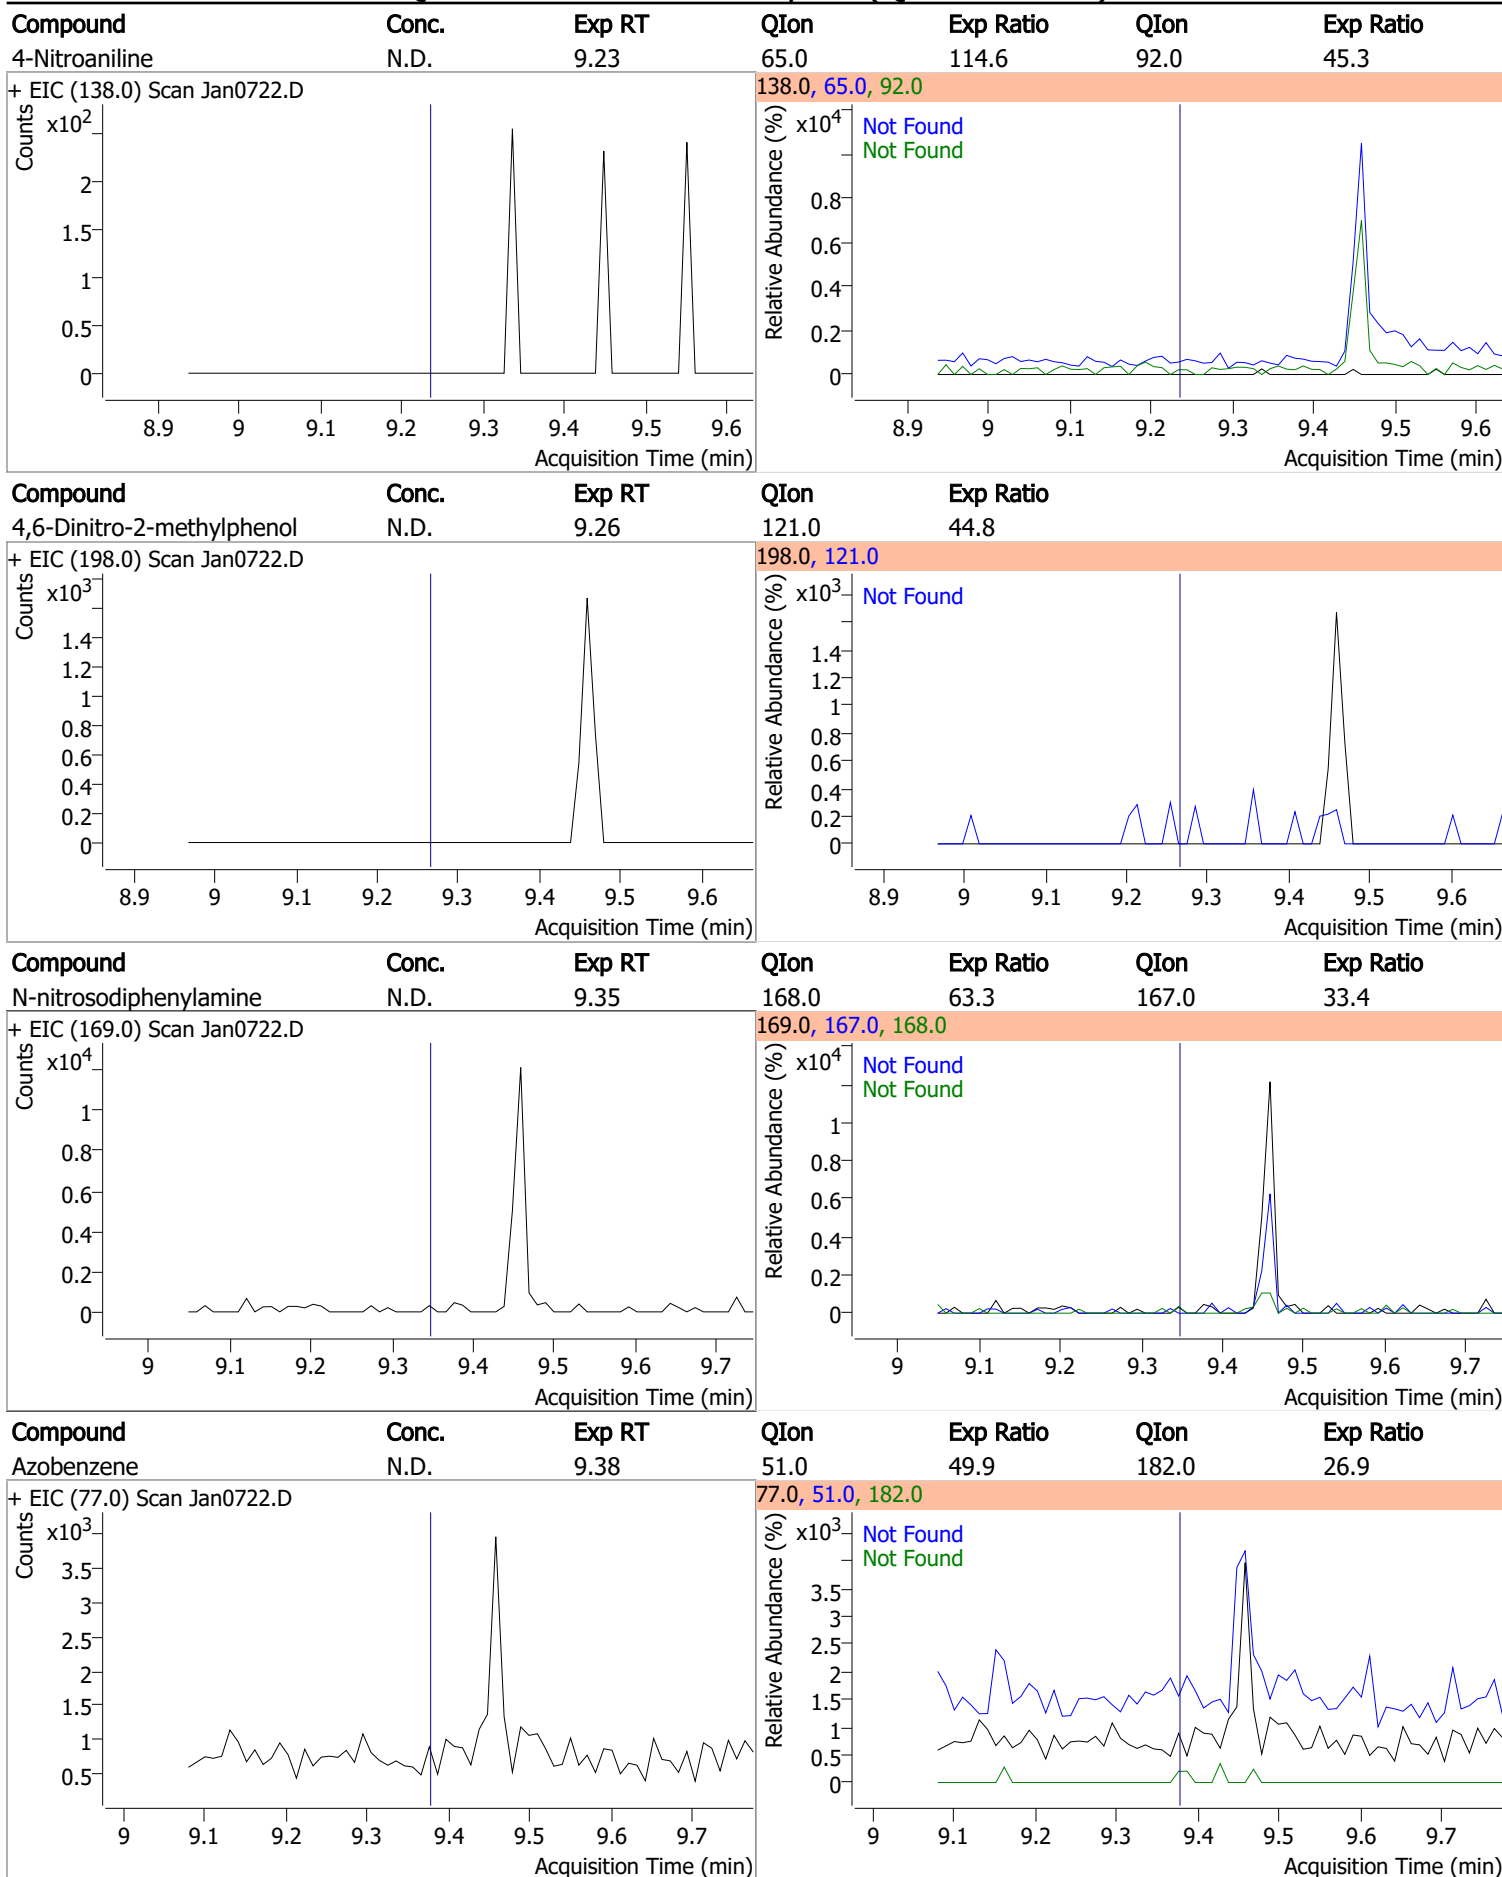 Compound Conc. Exp RT QIon Exp Ratio QIon Exp Ratio
4-Nitroaniline N.D. 9.23 65.0 114.6 92.0 45.3
+ EIC (138.0) Scan Jan0722.D
138.0, 65.0, 92.0
Counts
x10²
2
1.5
1
0.5
0
8.9 9 9.1 9.2 9.3 9.4 9.5 9.6
Acquisition Time (min)
Relative Abundance (%)
x10⁴
Not Found
Not Found
0.8
0.6
0.4
0.2
0
8.9 9 9.1 9.2 9.3 9.4 9.5 9.6
Acquisition Time (min)
Compound Conc. Exp RT QIon Exp Ratio
4,6-Dinitro-2-methylphenol N.D. 9.26 121.0 44.8
+ EIC (198.0) Scan Jan0722.D
198.0, 121.0
Counts
x10³
1.4
1.2
1
0.8
0.6
0.4
0.2
0
8.9 9 9.1 9.2 9.3 9.4 9.5 9.6
Acquisition Time (min)
Relative Abundance (%)
x10³
Not Found
1.4
1.2
1
0.8
0.6
0.4
0.2
0
8.9 9 9.1 9.2 9.3 9.4 9.5 9.6
Acquisition Time (min)
Compound Conc. Exp RT QIon Exp Ratio QIon Exp Ratio
N-nitrosodiphenylamine N.D. 9.35 168.0 63.3 167.0 33.4
+ EIC (169.0) Scan Jan0722.D
169.0, 167.0, 168.0
Counts
x10⁴
1
0.8
0.6
0.4
0.2
0
9 9.1 9.2 9.3 9.4 9.5 9.6 9.7
Acquisition Time (min)
Relative Abundance (%)
x10⁴
Not Found
Not Found
1
0.8
0.6
0.4
0.2
0
9 9.1 9.2 9.3 9.4 9.5 9.6 9.7
Acquisition Time (min)
Compound Conc. Exp RT QIon Exp Ratio QIon Exp Ratio
Azobenzene N.D. 9.38 51.0 49.9 182.0 26.9
+ EIC (77.0) Scan Jan0722.D
77.0, 51.0, 182.0
Counts
x10³
3.5
3
2.5
2
1.5
1
0.5
9 9.1 9.2 9.3 9.4 9.5 9.6 9.7
Acquisition Time (min)
Relative Abundance (%)
x10³
Not Found
Not Found
3.5
3
2.5
2
1.5
1
0.5
0
9 9.1 9.2 9.3 9.4 9.5 9.6 9.7
Acquisition Time (min)